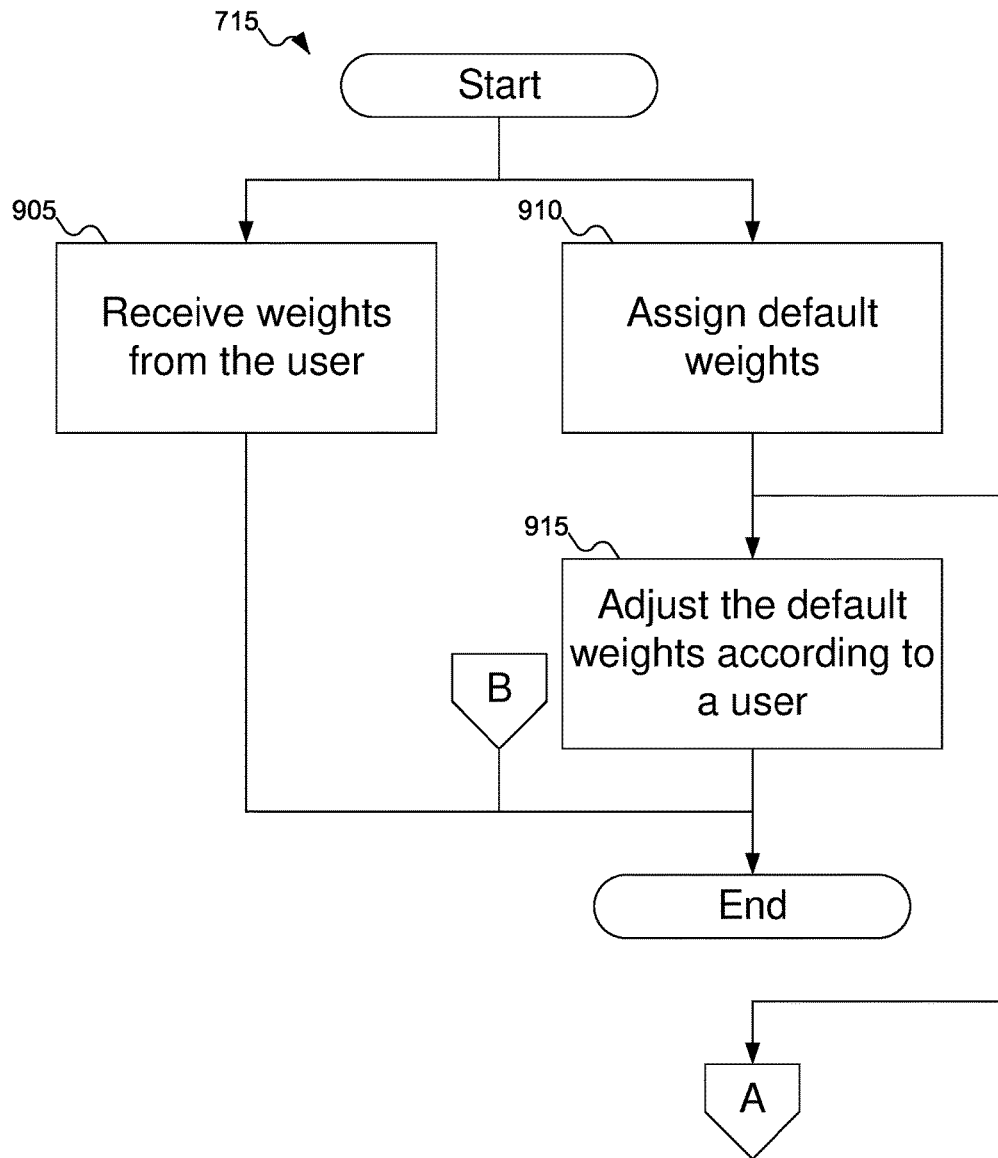 715
Start
905
910
Receive weights
from the user
Assign default
weights
915
Adjust the default
weights according to
a user
B
End
A